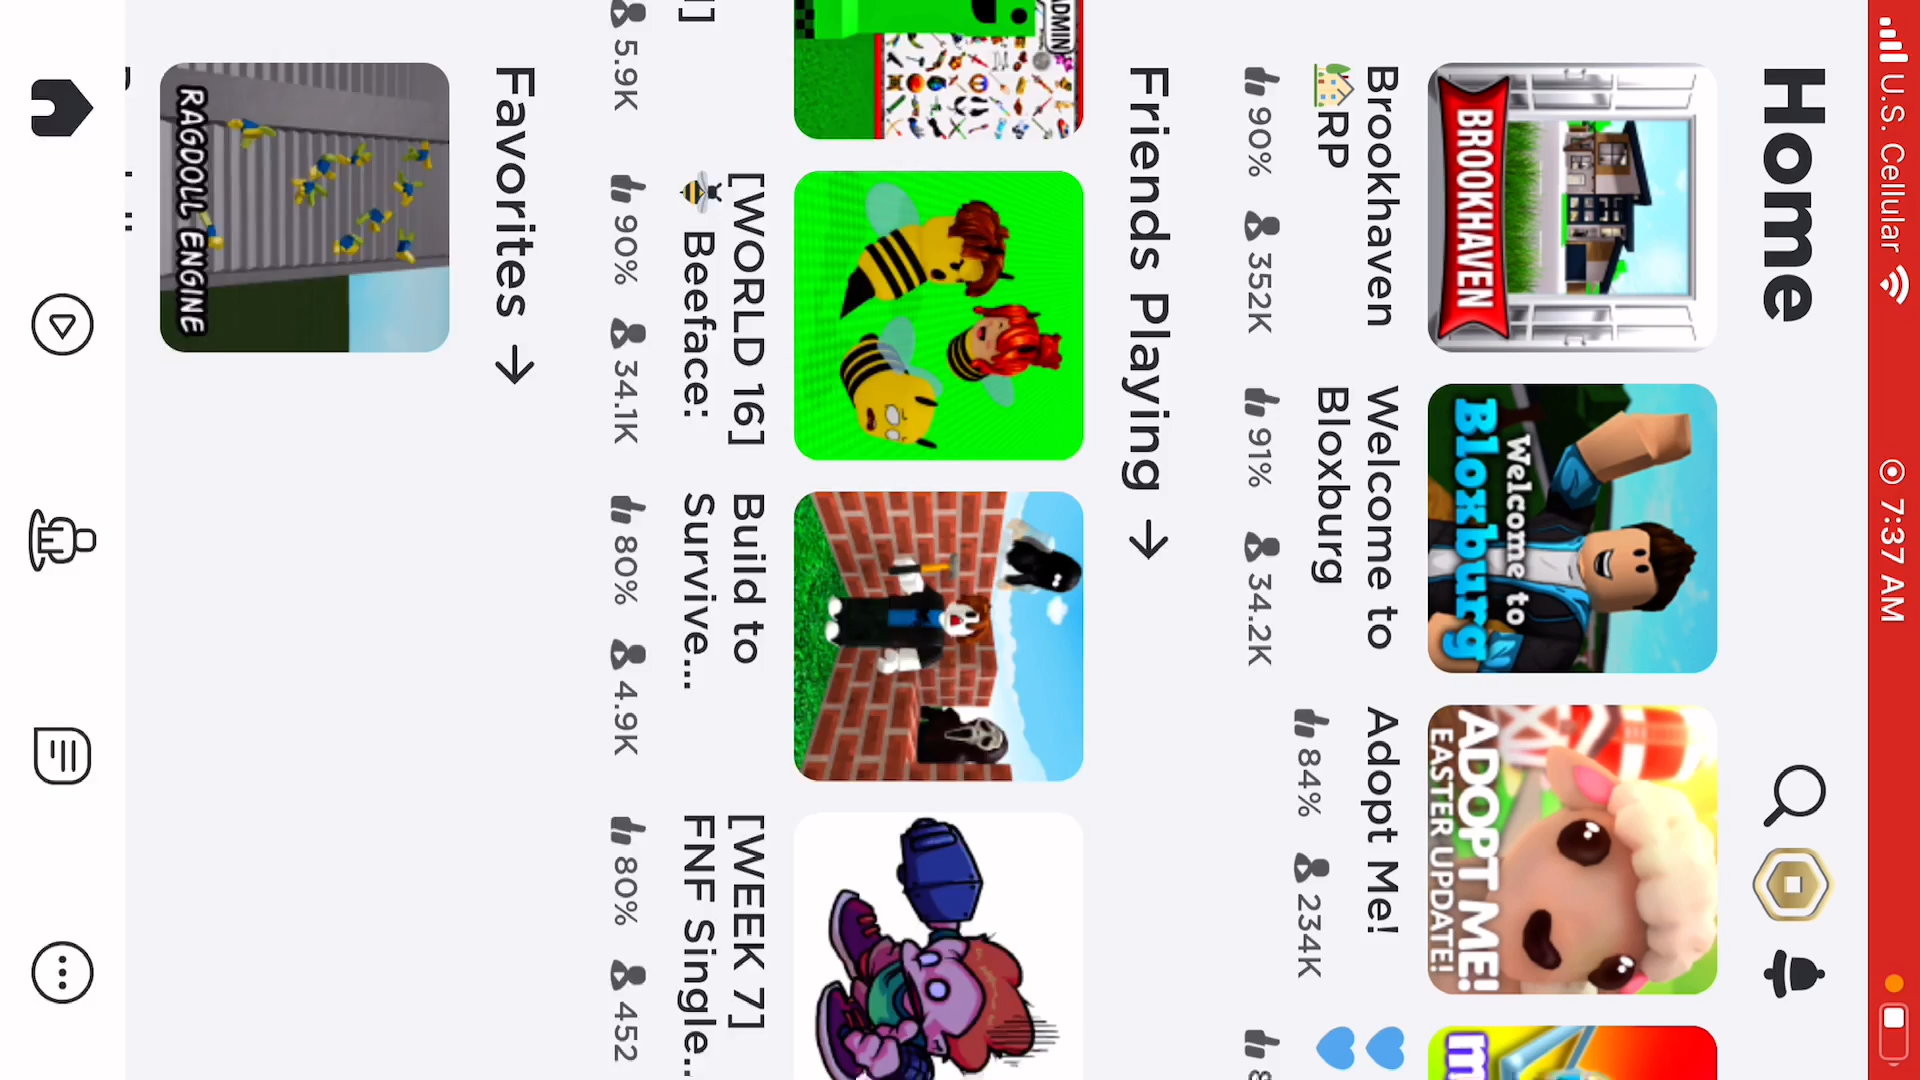 U.S. Cellular
7:37 AM
Home
BROOKHAVEN
Welcome to
Bloxburg
ADOPT ME!
EASTER UPDATE!
Brookhaven
🏡RP
90% 352K
Welcome to
Bloxburg
91% 34.2K
Adopt Me!
84% 234K
💙💙
Friends Playing →
ADMIN
5.9K
[WORLD 16]
🐝 Beeface:
90% 34.1K
Build to
Survive...
80% 4.9K
[WEEK 7]
FNF Single...
80% 452
Favorites →
RAGDOLL ENGINE